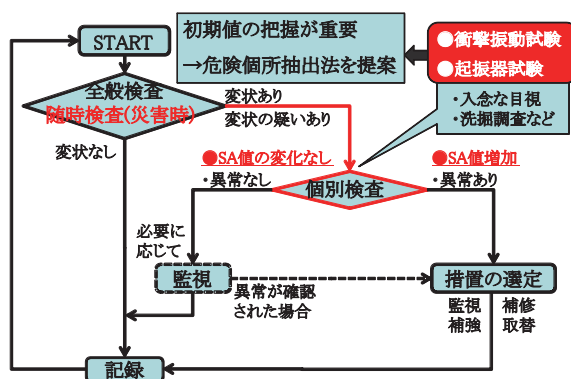 START
初期値の把握が重要
→危険個所抽出法を提案
●衝撃振動試験
●起振器試験
全般検査
随時検査(災害時)
変状あり
変状の疑いあり
・入念な目視
・洗掘調査など
変状なし
●SA値の変化なし
・異常なし
●SA値増加
・異常あり
個別検査
必要に
応じて
監視
異常が確認
された場合
措置の選定
監視 補修
補強 取替
記録